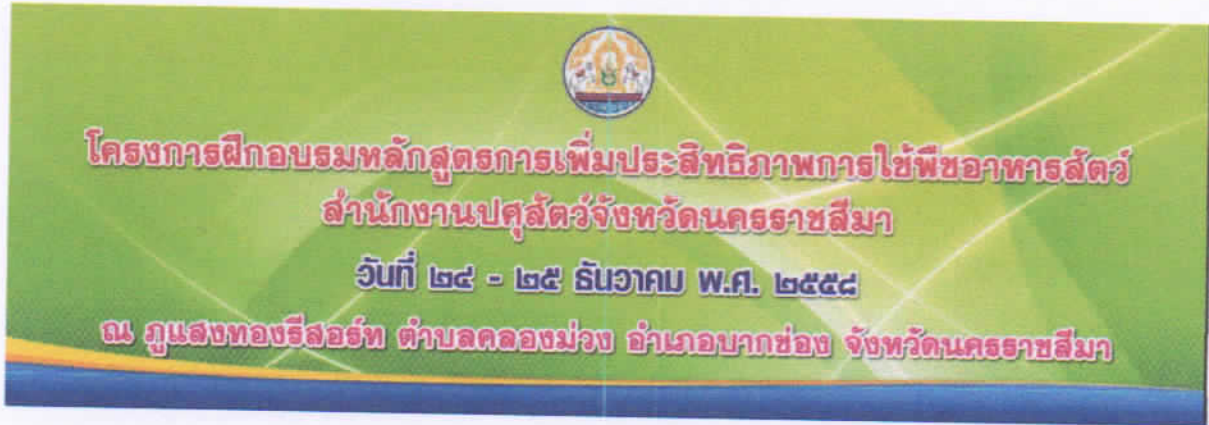 โครงการฝึกอบรมหลักสูตรการเพิ่มประสิทธิภาพการใช้พืชอาหารสัตว์
สำนักงานปศุสัตว์จังหวัดนครราชสีมา
วันที่ ๒๔ - ๒๕ ธันวาคม พ.ศ. ๒๕๕๘
ณ ภูแสงทองรีสอร์ท ตำบลคลองม่วง อำเภอปากช่อง จังหวัดนครราชสีมา